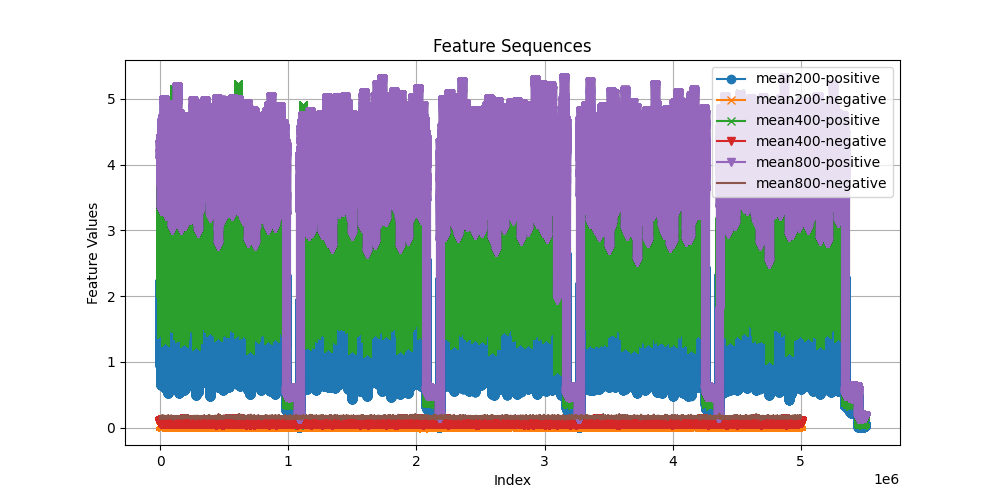 Feature Sequences
mean200-positive
mean200-negative
mean400-positive
mean400-negative
mean800-positive
mean800-negative
Feature Values
5
4
3
2
1
0
0 1 2 3 4 5
1e6
Index